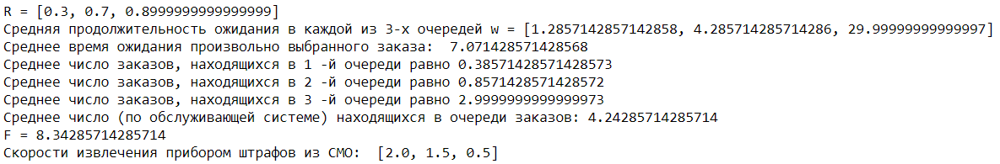 R = [0.3, 0.7, 0.8999999999999999]
Средняя продолжительность ожидания в каждой из 3-х очередей w = [1.2857142857142858, 4.285714285714286, 29.99999999999997]
Среднее время ожидания произвольно выбранного заказа:  7.071428571428568
Среднее число заказов, находящихся в 1 -й очереди равно 0.38571428571428573
Среднее число заказов, находящихся в 2 -й очереди равно 0.8571428571428572
Среднее число заказов, находящихся в 3 -й очереди равно 2.9999999999999973
Среднее число (по обслуживающей системе) находящихся в очереди заказов: 4.24285714285714
F = 8.34285714285714
Скорости извлечения прибором штрафов из СМО:  [2.0, 1.5, 0.5]